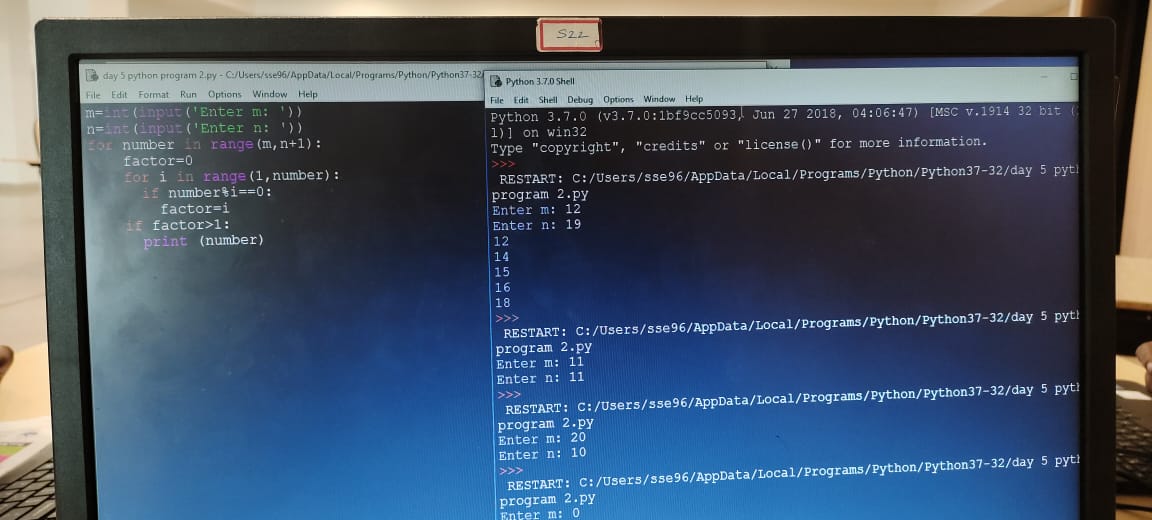 S22
day 5 python program 2.py - C:/Users/sse96/AppData/Local/Programs/Python/Python37-32/
File Edit Format Run Options Window Help
m=int(input('Enter m: '))
n=int(input('Enter n: '))
for number in range(m,n+1):
factor=0
for i in range(1,number):
if number%i==0:
factor=i
if factor>1:
print (number)
Python 3.7.0 Shell
File Edit Shell Debug Options Window Help
Python 3.7.0 (v3.7.0:1bf9cc5093, Jun 27 2018, 04:06:47) [MSC v.1914 32 bit (
1)] on win32
Type "copyright", "credits" or "license()" for more information.
>>>
RESTART: C:/Users/sse96/AppData/Local/Programs/Python/Python37-32/day 5 pyt
program 2.py
Enter m: 12
Enter n: 19
12
14
15
16
18
>>>
RESTART: C:/Users/sse96/AppData/Local/Programs/Python/Python37-32/day 5 pyt
program 2.py
Enter m: 11
Enter n: 11
>>>
RESTART: C:/Users/sse96/AppData/Local/Programs/Python/Python37-32/day 5 pyt
program 2.py
Enter m: 20
Enter n: 10
>>>
RESTART: C:/Users/sse96/AppData/Local/Programs/Python/Python37-32/day 5 pyt
program 2.py
Enter m: 0